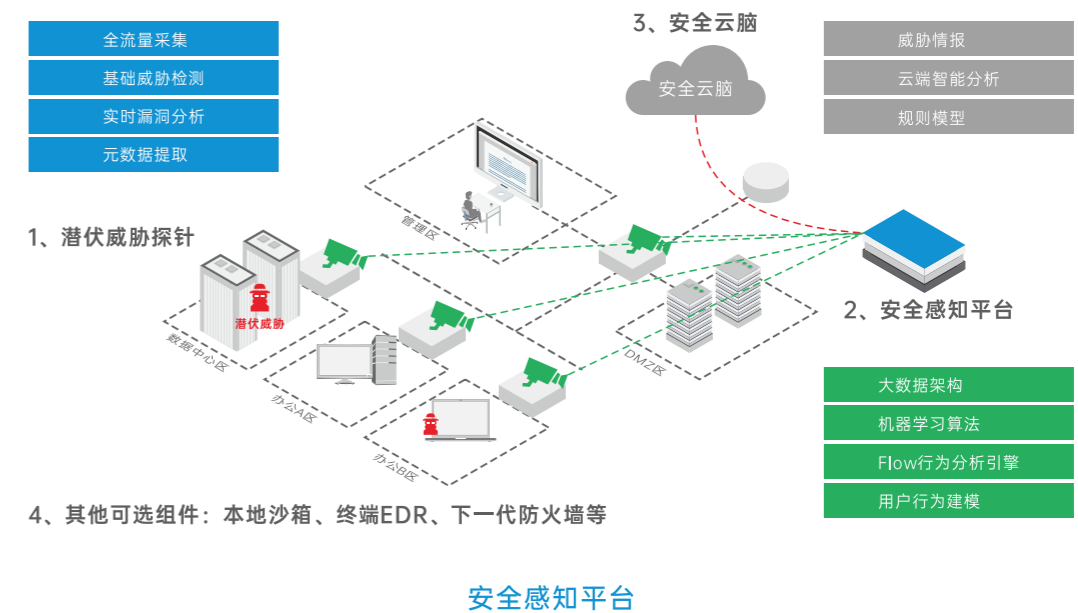 3、安全云脑
全流量采集
基础威胁检测
实时漏洞分析
元数据提取
安全云脑
威胁情报
云端智能分析
规则模型
管理区
1、潜伏威胁探针
潜伏威胁
数据中心区
办公A区
办公B区
DMZ区
2、安全感知平台
大数据架构
机器学习算法
Flow行为分析引擎
用户行为建模
4、其他可选组件：本地沙箱、终端EDR、下一代防火墙等
安全感知平台